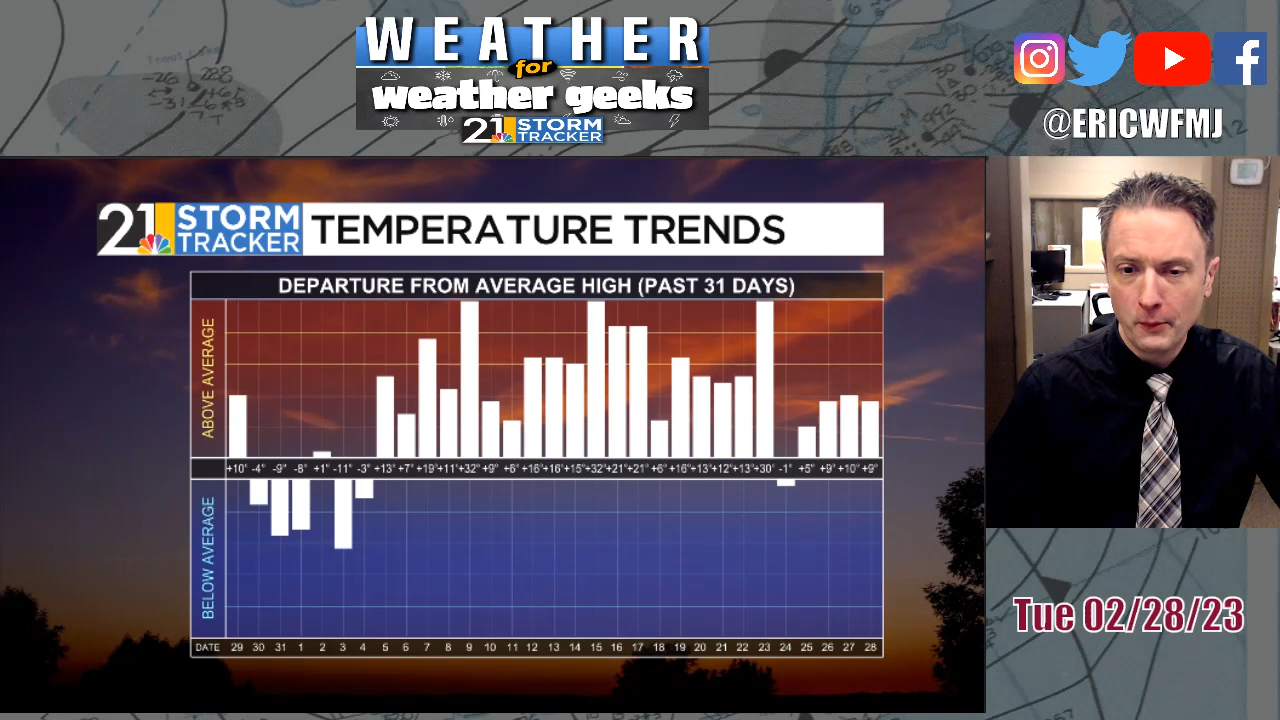 WEATHER
for
weather geeks
21 STORM
TRACKER
@ERICWFMJ
21 STORM
TRACKER
TEMPERATURE TRENDS
DEPARTURE FROM AVERAGE HIGH (PAST 31 DAYS)
ABOVE AVERAGE
+10° -4° -9° -8° +1° -11° -3° +13° +7° +19° +11° +32° +9° +6° +16° +16° +15° +32° +21° +21° +6° +16° +13° +12° +13° +30° -1° +5° +9° +10° +9°
BELOW AVERAGE
DATE 29 30 31 1 2 3 4 5 6 7 8 9 10 11 12 13 14 15 16 17 18 19 20 21 22 23 24 25 26 27 28
Tue 02/28/23